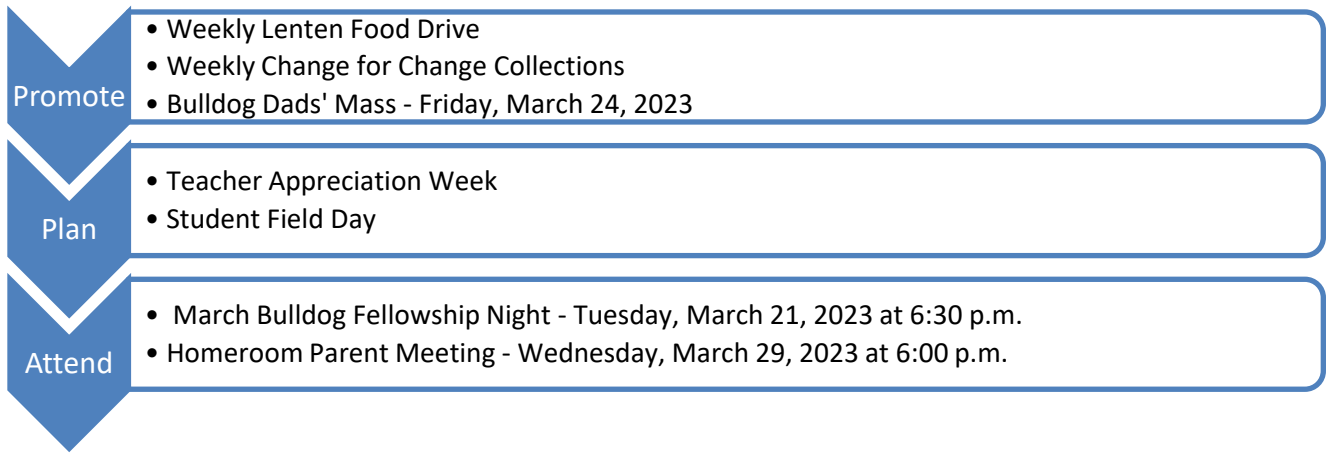 Promote
• Weekly Lenten Food Drive
• Weekly Change for Change Collections
• Bulldog Dads' Mass - Friday, March 24, 2023
Plan
• Teacher Appreciation Week
• Student Field Day
Attend
• March Bulldog Fellowship Night - Tuesday, March 21, 2023 at 6:30 p.m.
• Homeroom Parent Meeting - Wednesday, March 29, 2023 at 6:00 p.m.